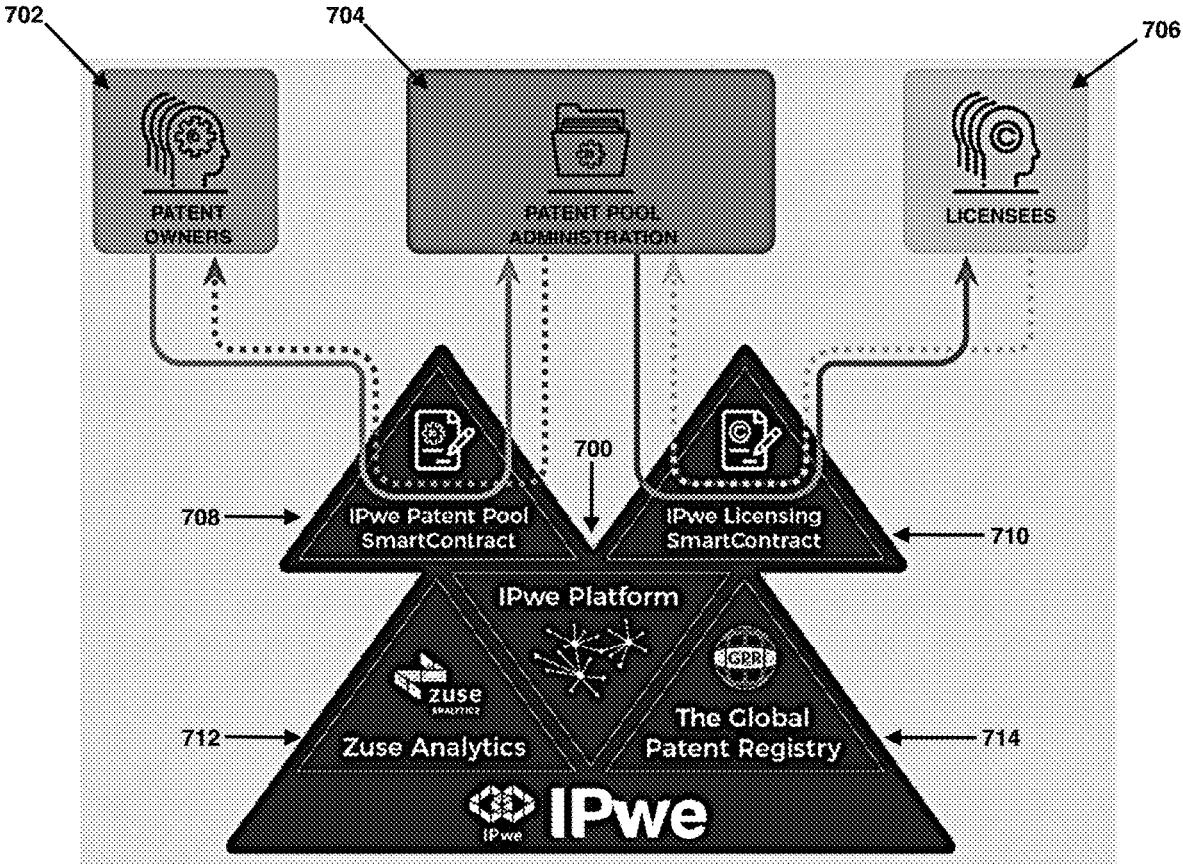 702
704
706
PATENT
OWNERS
PATENT POOL
ADMINISTRATION
LICENSEES
C
C
700
708
IPwe Patent Pool
SmartContract
IPwe Licensing
SmartContract
710
IPwe Platform
zuse
ANALYTICS
GPR
712
Zuse Analytics
The Global
Patent Registry
714
IPwe
IPwe